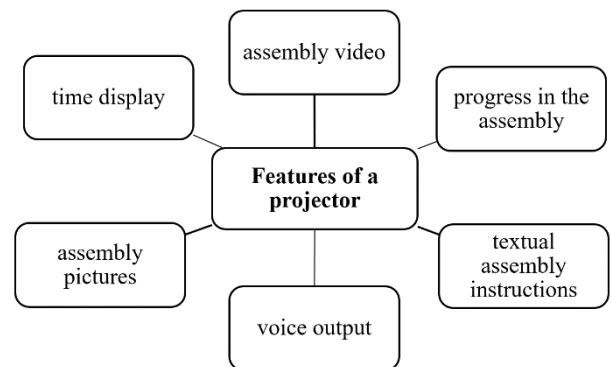 assembly video
time display
progress in the
assembly
Features of a
projector
assembly
pictures
textual
assembly
instructions
voice output